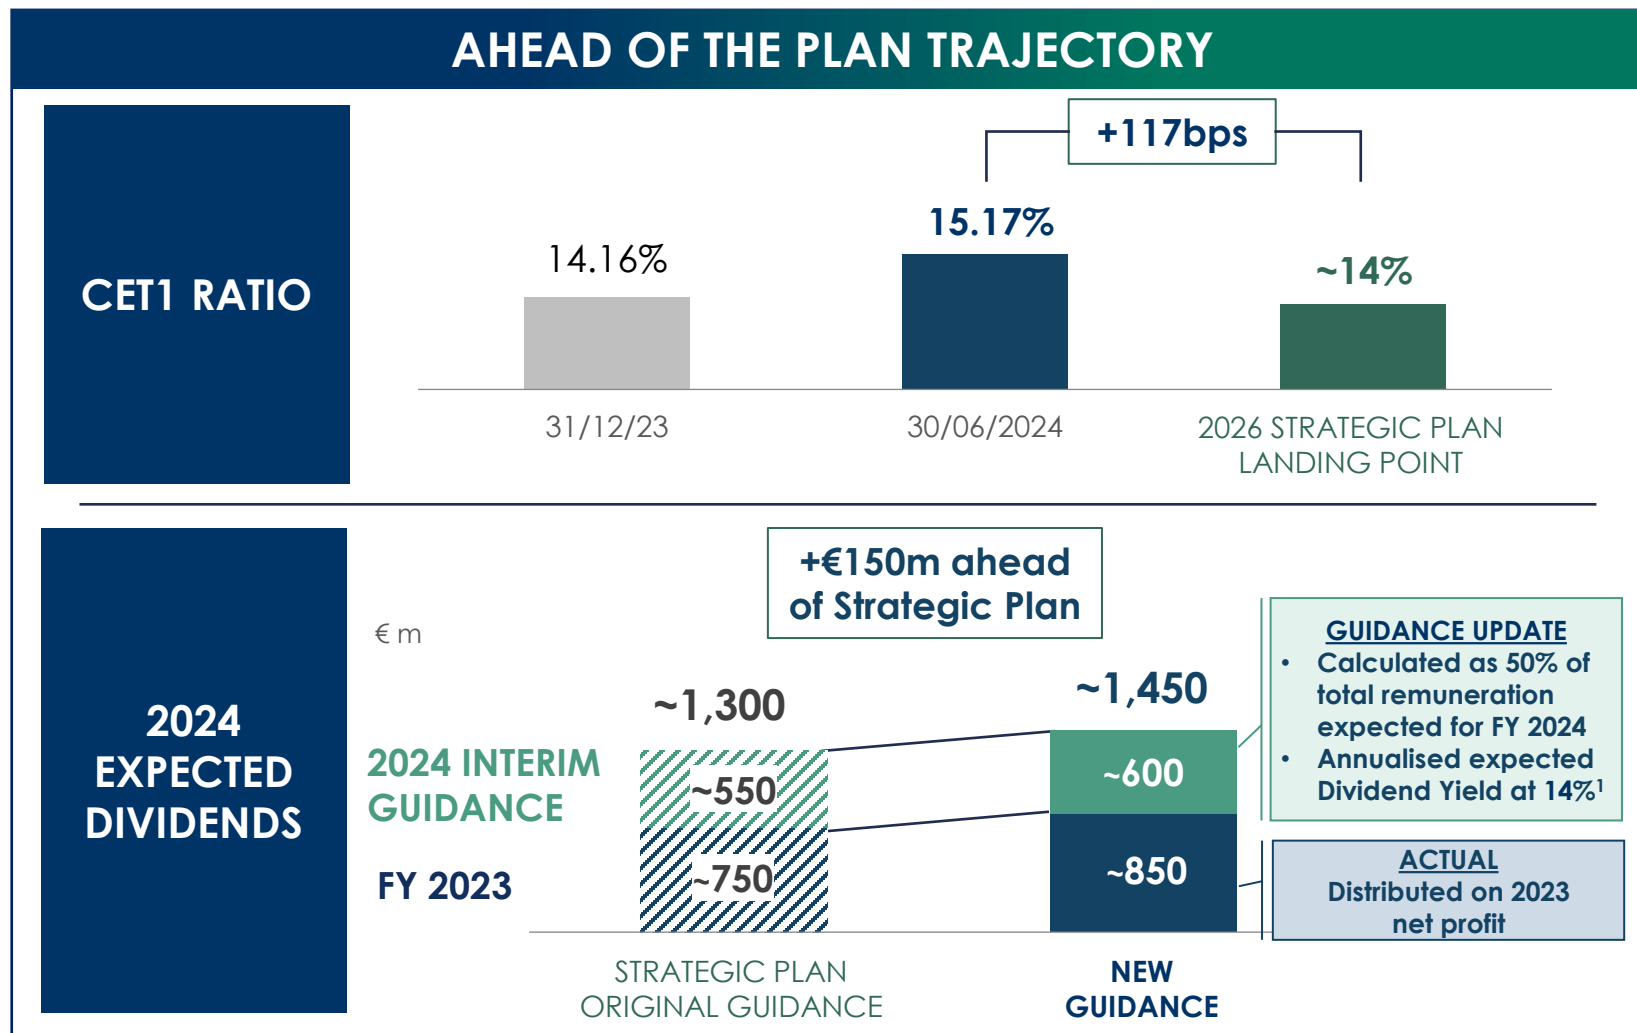 AHEAD OF THE PLAN TRAJECTORY
CET1 RATIO
+117bps
14.16%
15.17%
~14%
31/12/23
30/06/2024
2026 STRATEGIC PLAN
LANDING POINT
2024
EXPECTED
DIVIDENDS
+€150m ahead
of Strategic Plan
€ m
~1,300
~1,450
2024 INTERIM
GUIDANCE
~550
~600
FY 2023
~750
~850
STRATEGIC PLAN
ORIGINAL GUIDANCE
NEW
GUIDANCE
GUIDANCE UPDATE
• Calculated as 50% of
total remuneration
expected for FY 2024
• Annualised expected
Dividend Yield at 14%¹
ACTUAL
Distributed on 2023
net profit